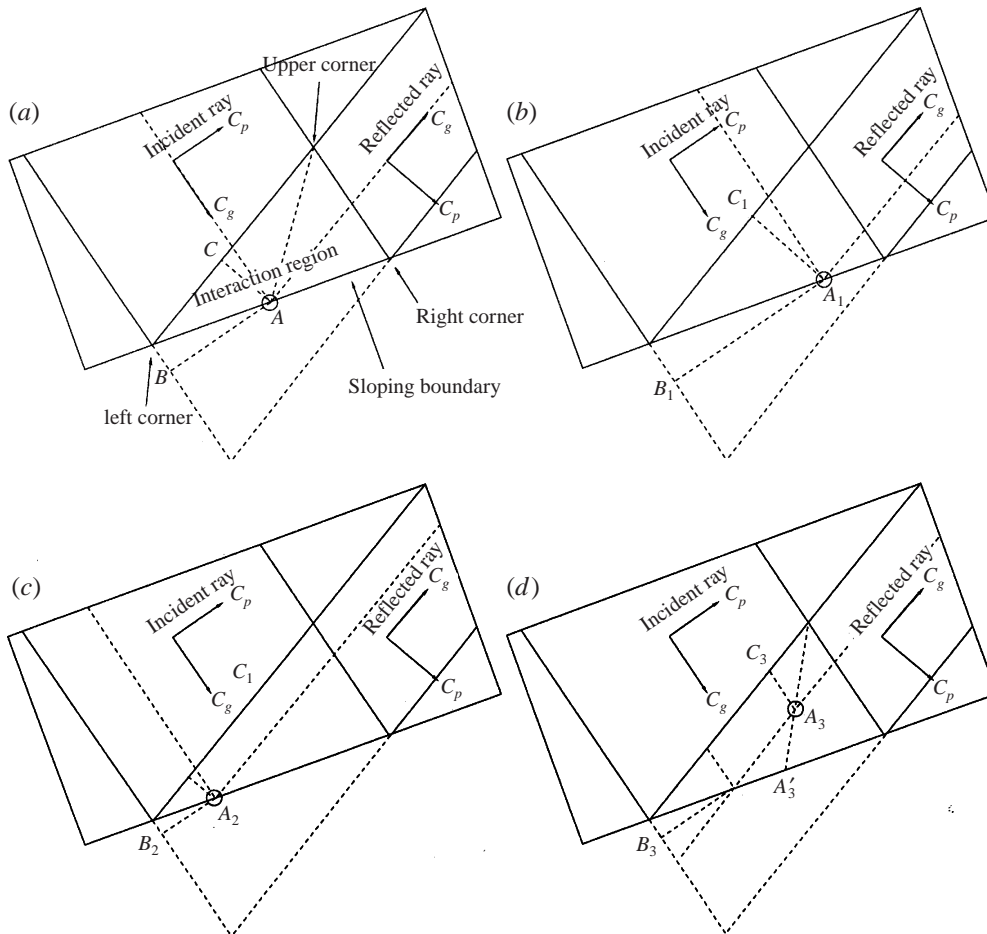 (a)
Upper corner
Incident ray
C_p
C_g
Reflected ray
C_g
C_p
C
Interaction region
A
B
left corner
Right corner
Sloping boundary
(b)
Incident ray
C_p
C_g
Reflected ray
C_g
C_p
C_1
A_1
B_1
(c)
Incident ray
C_p
C_g
C_1
Reflected ray
C_g
C_p
A_2
B_2
(d)
Incident ray
C_p
C_g
C_3
Reflected ray
C_g
C_p
A_3
A_3′
B_3